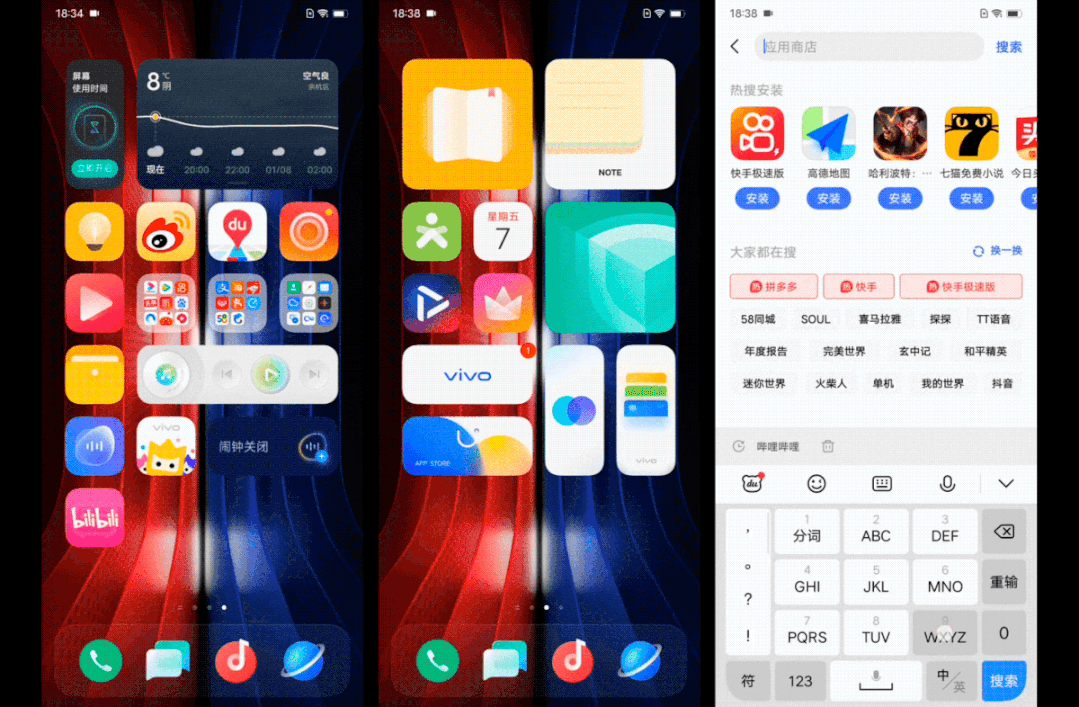 18:34
屏幕
使用时间
立即开启
8℃
阴
空气良
余杭区
现在 20:00 22:00 01/08 02:00
du
vivo
闹钟关闭
bilibili
18:38
NOTE
星期五
7
1
vivo
APP STORE
vivo
18:38
应用商店
搜索
热搜安装
快手极速版 高德地图 哈利波特：… 七猫免费小说 今日头
安装 安装 安装 安装 安
大家都在搜
换一换
热 拼多多 热 快手 热 快手极速版
58同城 SOUL 喜马拉雅 探探 TT语音
年度报告 完美世界 玄中记 和平精英
迷你世界 火柴人 单机 我的世界 抖音
哔哩哔哩
du
， 1 分词 2 ABC 3 DEF
。 4 GHI 5 JKL 6 MNO 重输
？
！ 7 PQRS 8 TUV 9 WXYZ 0
符 123 中/英 搜索